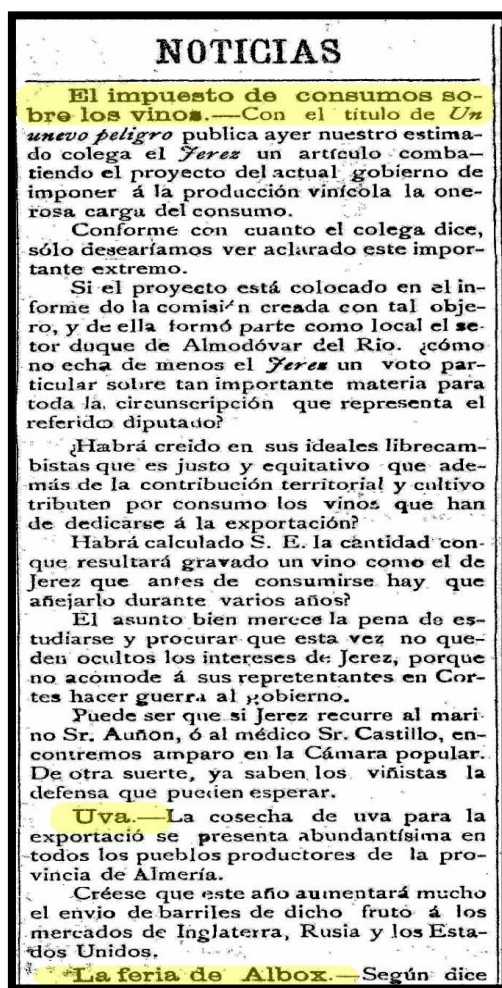 NOTICIAS
El impuesto de consumos so-
bre los vinos.—Con el título de Un
unevo peligro publica ayer nuestro estima-
do colega el Jerez un artículo comba-
tiendo el proyecto del actual gobierno de
imponer á la producción vinícola la one-
rosa carga del consumo.
Conforme con cuanto el colega dice,
sólo desearíamos ver aclarado este impor-
tante extremo.
Si el proyecto está colocado en el in-
forme do la comisión creada con tal obje-
ro, y de ella formó parte como local el se-
tor duque de Almodóvar del Rio. ¿cómo
no echa de menos el Jerez un voto par-
ticular sobre tan importante materia para
toda la circunscripción que representa el
referido diputado?
¿Habrá creido en sus ideales librecam-
bistas que es justo y equitativo que ade-
más de la contribución territorial y cultivo
tributen por consumo los vinos que han
de dedicarse á la exportación?
Habrá calculado S. E. la cantidad con-
que resultará gravado un vino como el de
Jerez que antes de consumirse hay que
añejarlo durante varios años?
El asunto bien merece la pena de es-
tudiarse y procurar que esta vez no que-
den ocultos los intereses de Jerez, porque
no acomode á sus repretentantes en Cor-
tes hacer guerra al gobierno.
Puede ser que si Jerez recurre al mari
no Sr. Auñón, ó al médico Sr. Castillo, en-
contremos amparo en la Cámara popular.
De otra suerte, ya saben los viñistas la
defensa que pueden esperar.
Uva.—La cosecha de uva para la
exportació se presenta abundantísima en
todos los pueblos productores de la pro-
vincia de Almería.
Créese que este año aumentará mucho
el envio de barriles de dicho fruto á los
mercados de Inglaterra, Rusia y los Esta-
dos Unidos.
La feria de Albox.—Según dice